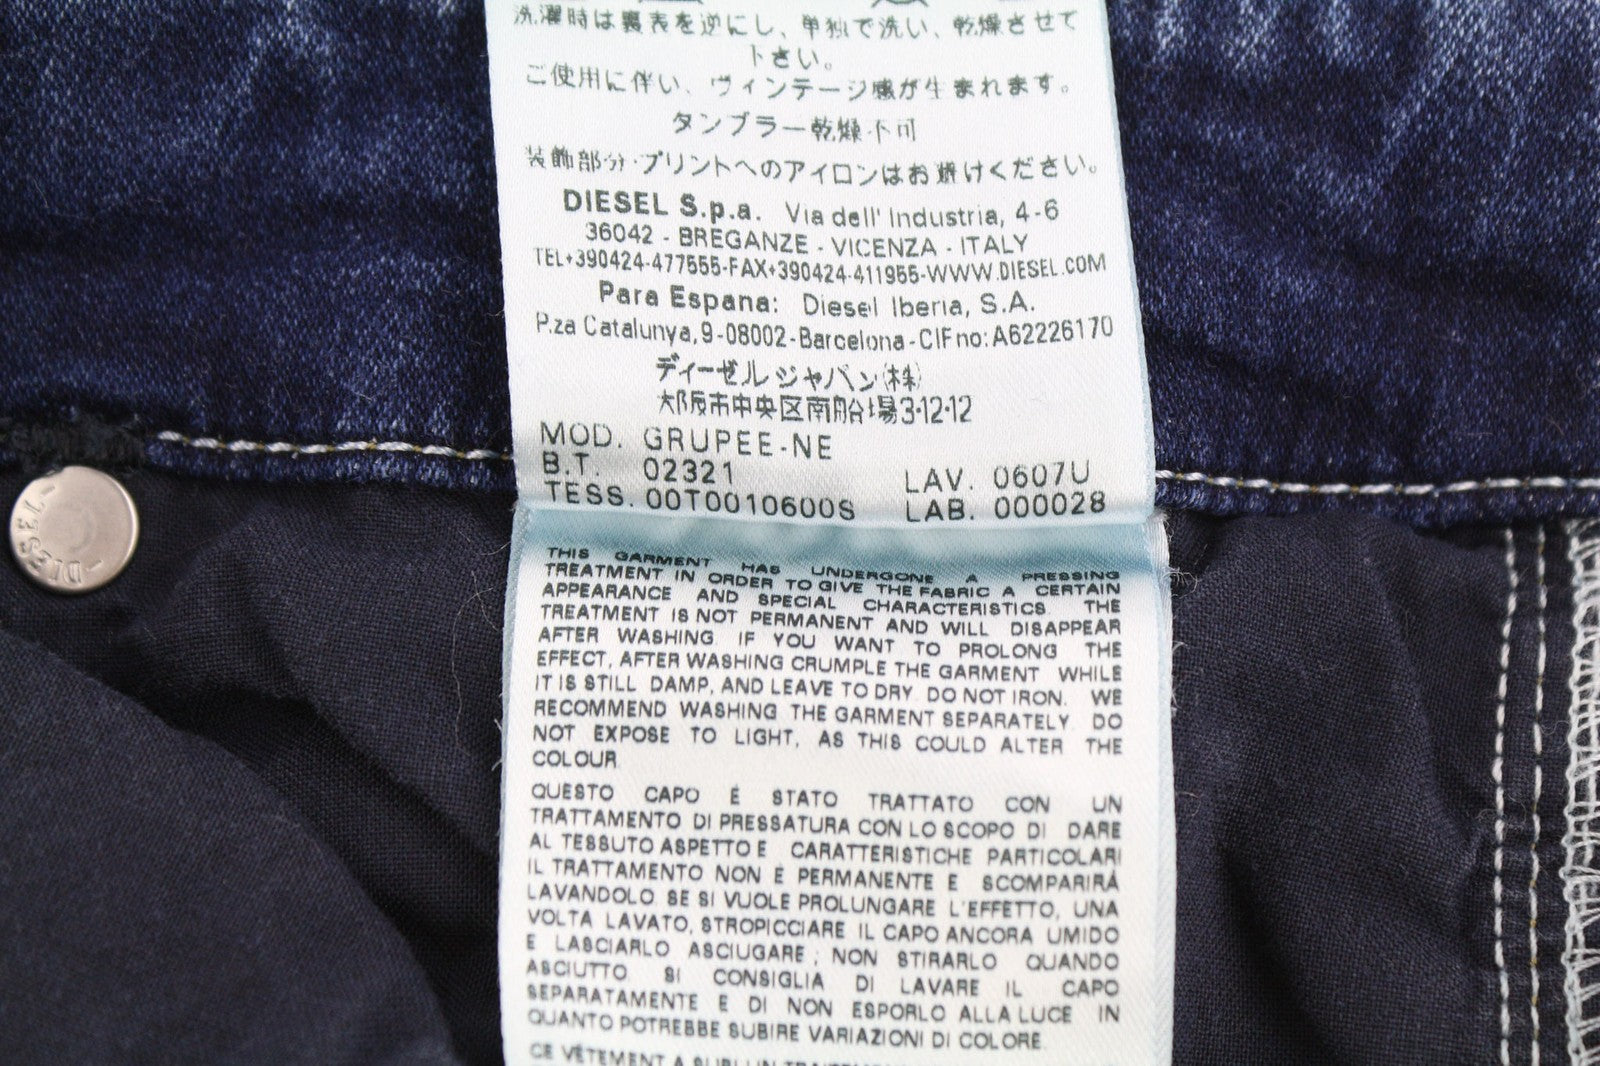 洗濯時は裏表を逆にし、単独で洗い、乾燥させて
下さい。
ご使用に伴い、ヴィンテージ感が生まれます。
タンブラー乾燥不可
装飾部分・プリントへのアイロンはお避けください。
DIESEL S.p.a. Via dell' Industria, 4-6
36042 - BREGANZE - VICENZA - ITALY
TEL+390424-477555-FAX+390424-411955-WWW.DIESEL.COM
Para Espana: Diesel Iberia, S.A.
P.za Catalunya,9-08002-Barcelona-CIF no:A62226170
ディーゼルジャパン(株)
大阪市中央区南船場3-12-12
MOD. GRUPEE-NE
B.T. 02321 LAV. 0607U
TESS. 00T0010600S LAB. 000028
-DIESEL-
THIS GARMENT HAS UNDERGONE A PRESSING
TREATMENT IN ORDER TO GIVE THE FABRIC A CERTAIN
APPEARANCE AND SPECIAL CHARACTERISTICS. THE
TREATMENT IS NOT PERMANENT AND WILL DISAPPEAR
AFTER WASHING. IF YOU WANT TO PROLONG THE
EFFECT, AFTER WASHING CRUMPLE THE GARMENT WHILE
IT IS STILL DAMP, AND LEAVE TO DRY. DO NOT IRON. WE
RECOMMEND WASHING THE GARMENT SEPARATELY. DO
NOT EXPOSE TO LIGHT, AS THIS COULD ALTER THE
COLOUR.
QUESTO CAPO É STATO TRATTATO CON UN
TRATTAMENTO DI PRESSATURA CON LO SCOPO DI DARE
AL TESSUTO ASPETTO E CARATTERISTICHE PARTICOLARI.
IL TRATTAMENTO NON É PERMANENTE E SCOMPARIRÁ
LAVANDOLO. SE SI VUOLE PROLUNGARE L'EFFETTO, UNA
VOLTA LAVATO, STROPICCIARE IL CAPO ANCORA UMIDO
E LASCIARLO ASCIUGARE; NON STIRARLO QUANDO
ASCIUTTO. SI CONSIGLIA DI LAVARE IL CAPO
SEPARATAMENTE E DI NON ESPORLO ALLA LUCE IN
QUANTO POTREBBE SUBIRE VARIAZIONI DI COLORE.
CE VÊTEMENT A SUBI UN TRAITEMENT